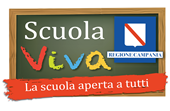 Scuola
Viva
REGIONE CAMPANIA
La scuola aperta a tutti